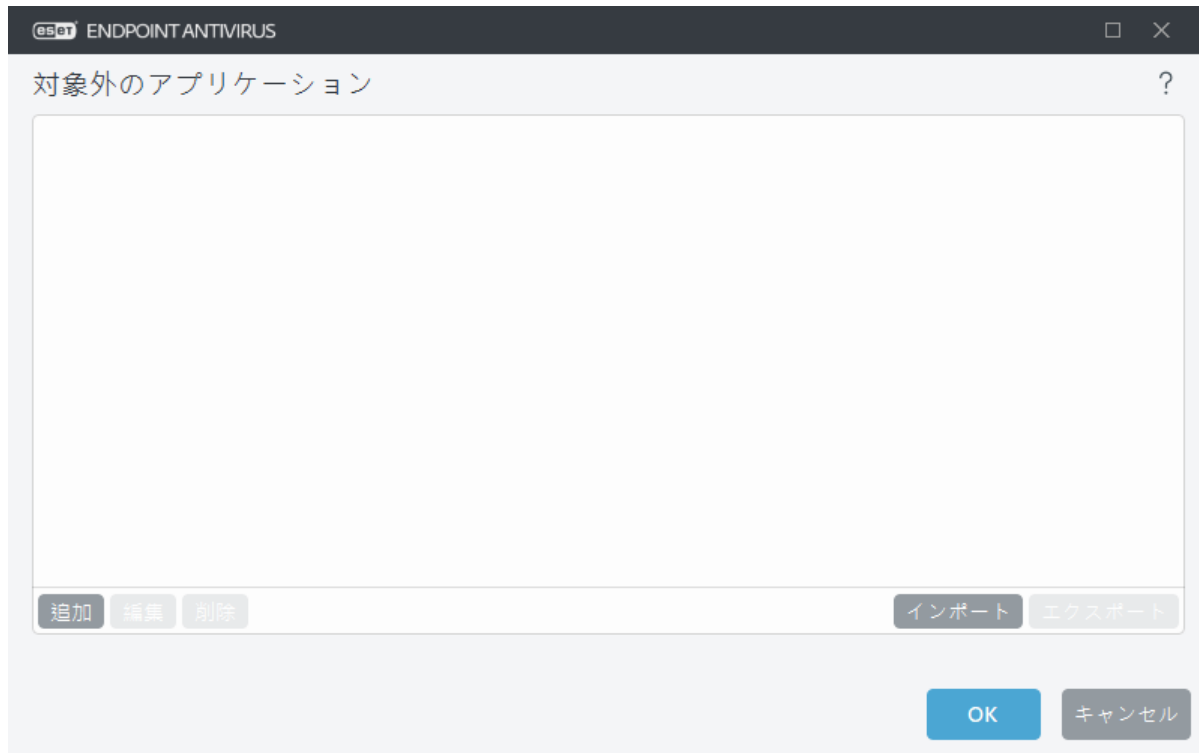 eset ENDPOINT ANTIVIRUS
対象外のアプリケーション ?
追加 編集 削除 インポート エクスポート
OK キャンセル